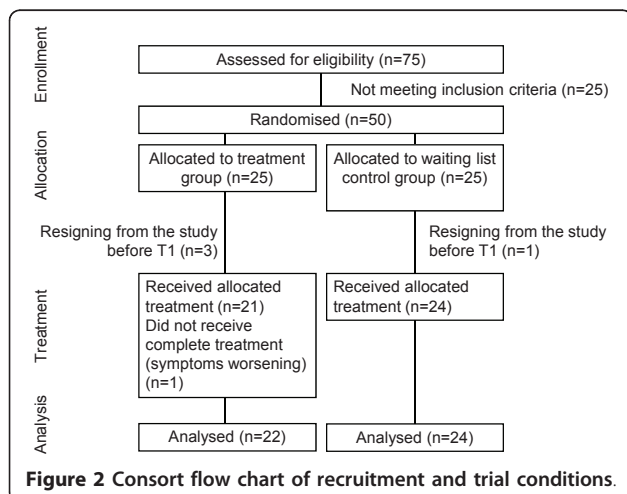 Enrollment
Assessed for eligibility (n=75)
Not meeting inclusion criteria (n=25)
Randomised (n=50)
Allocation
Allocated to treatment
group (n=25)
Allocated to waiting list
control group (n=25)
Resigning from the study
before T1 (n=3)
Resigning from the study
before T1 (n=1)
Treatment
Received allocated
treatment (n=21)
Did not receive
complete treatment
(symptoms worsening)
(n=1)
Received allocated
treatment (n=24)
Analysis
Analysed (n=22)
Analysed (n=24)
Figure 2 Consort flow chart of recruitment and trial conditions.